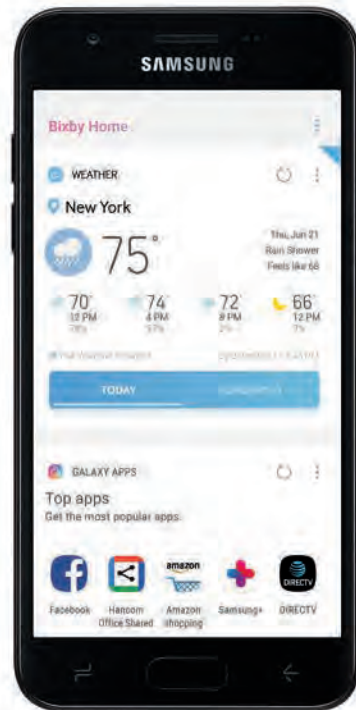 SAMSUNG
Bixby Home
WEATHER
New York
75°
Thu, Jun 21
Rain Shower
Feels like 66
70° 74° 72° 66°
12 PM 4 PM 8 PM 12 PM
TODAY
GALAXY APPS
Top apps
Get the most popular apps.
amazon
DIRECTV
Facebook Hancom Amazon Samsung+ DIRECTV
Office Shared shopping